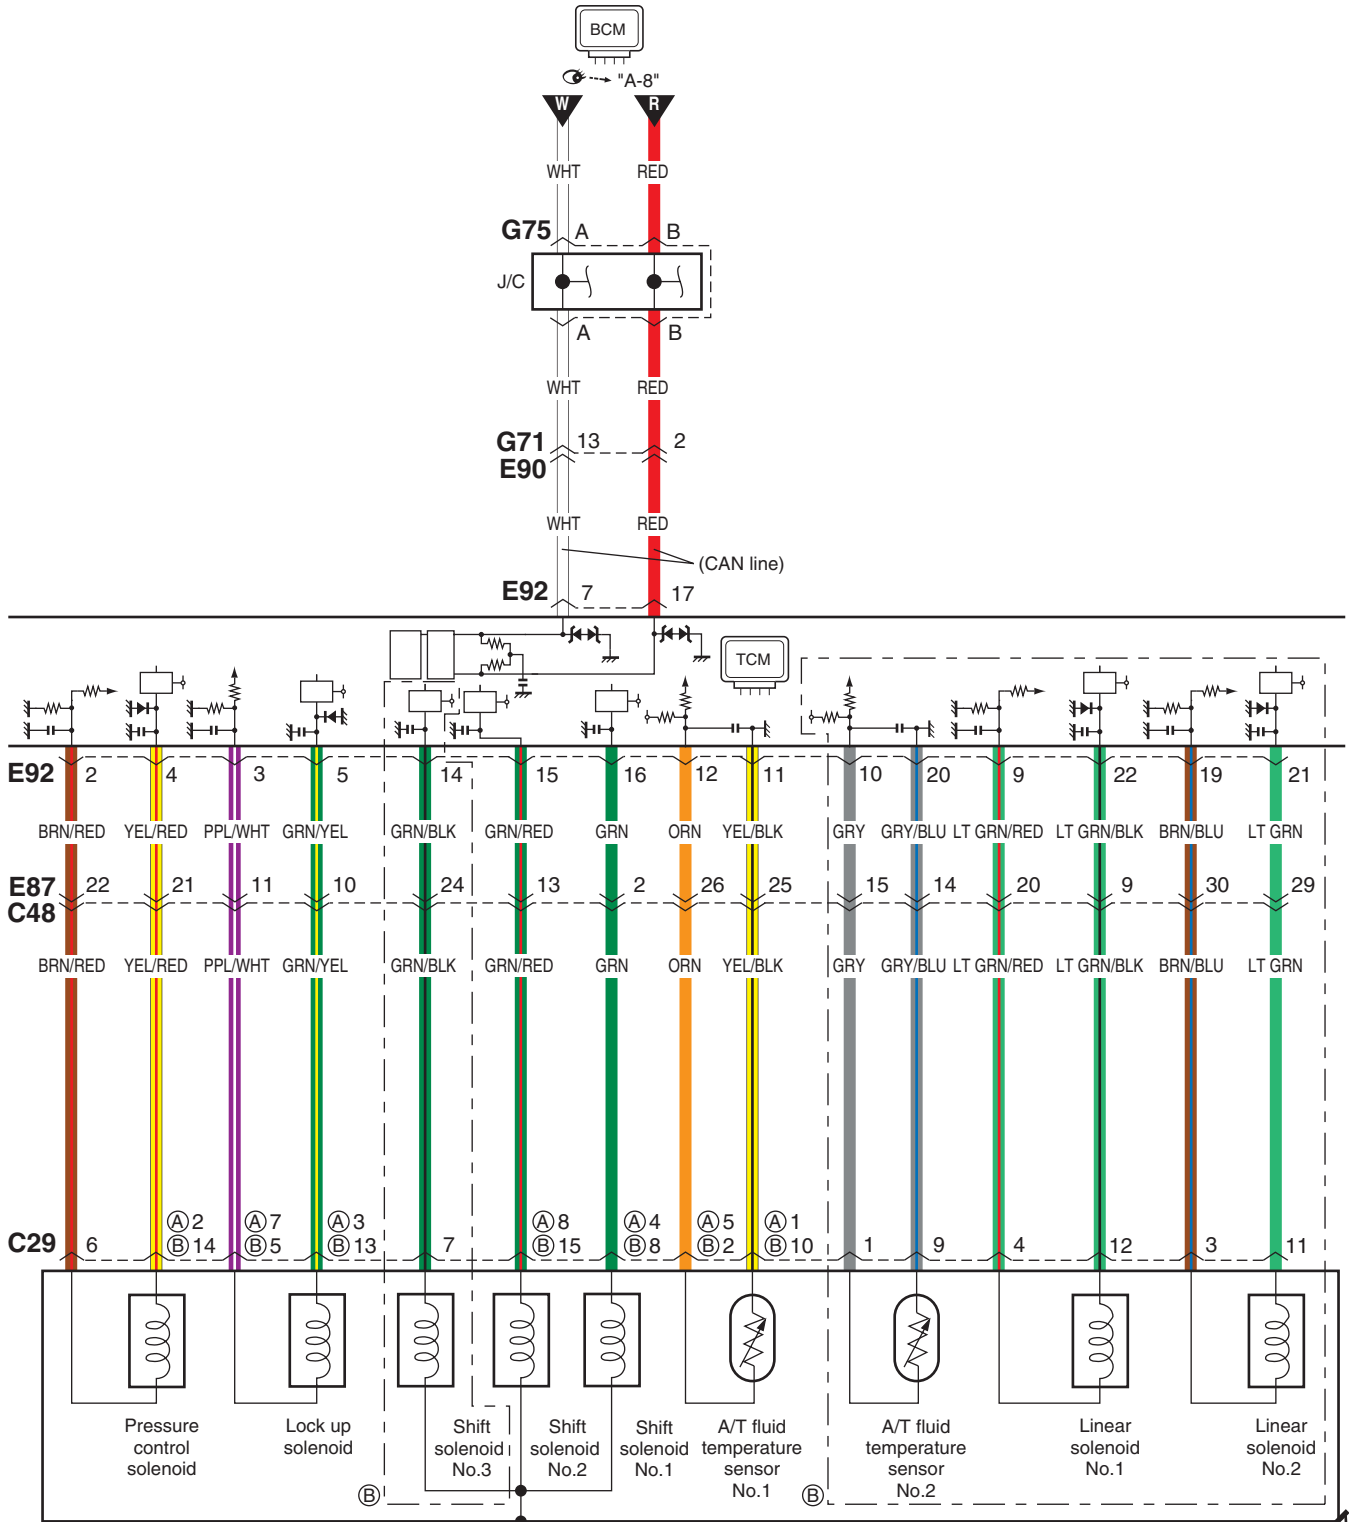 BCM
"A-8"
W R
WHT RED
G75 A B
J/C
A B
WHT RED
G71 13 2
E90
WHT RED
(CAN line)
E92 7 17
TCM
E92 2 4 3 5 14 15 16 12 11 10 20 9 22 19 21
BRN/RED YEL/RED PPL/WHT GRN/YEL GRN/BLK GRN/RED GRN ORN YEL/BLK GRY GRY/BLU LT GRN/RED LT GRN/BLK BRN/BLU LT GRN
E87 22 21 11 10 24 13 2 26 25 15 14 20 9 30 29
C48
BRN/RED YEL/RED PPL/WHT GRN/YEL GRN/BLK GRN/RED GRN ORN YEL/BLK GRY GRY/BLU LT GRN/RED LT GRN/BLK BRN/BLU LT GRN
Ⓐ2 Ⓐ7 Ⓐ3 Ⓐ8 Ⓐ4 Ⓐ5 Ⓐ1
C29 6 Ⓑ14 Ⓑ5 Ⓑ13 7 Ⓑ15 Ⓑ8 Ⓑ2 Ⓑ10 1 9 4 12 3 11
Pressure
control
solenoid
Lock up
solenoid
Shift
solenoid
No.3
Shift
solenoid
No.2
Shift
solenoid
No.1
A/T fluid
temperature
sensor
No.1
A/T fluid
temperature
sensor
No.2
Linear
solenoid
No.1
Linear
solenoid
No.2
Ⓑ Ⓑ